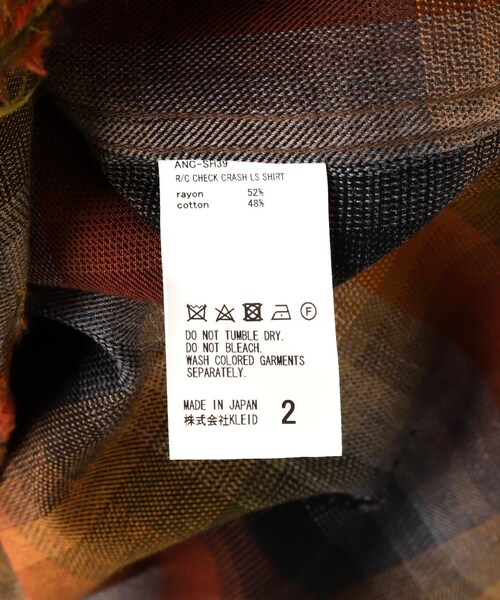 ANC-SH39
R/C CHECK CRASH LS SHIRT
rayon 52%
cotton 48%
F
DO NOT TUMBLE DRY.
DO NOT BLEACH.
WASH COLORED GARMENTS
SEPARATELY.
MADE IN JAPAN
株式会社KLEID 2